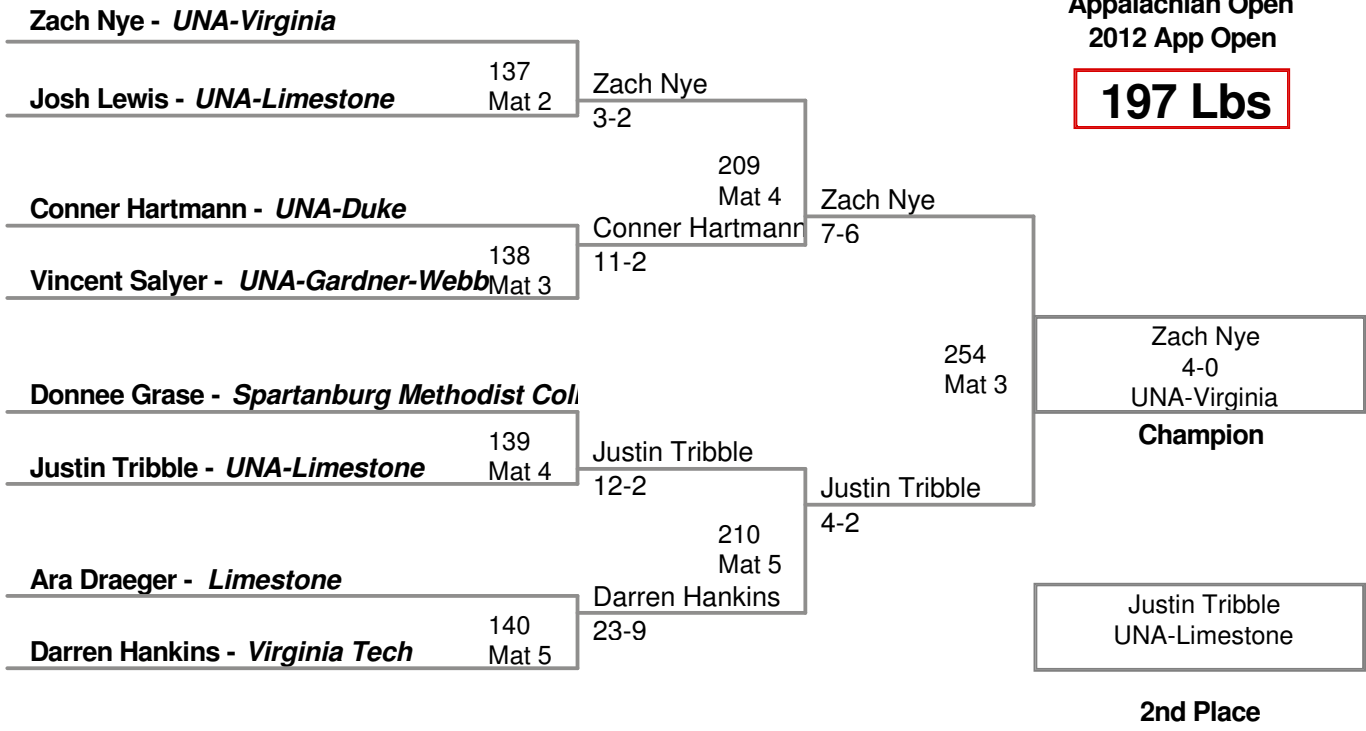 Appalachian Open
2012 App Open
197 Lbs
Zach Nye - UNA-Virginia
137
Mat 2
Josh Lewis - UNA-Limestone
Zach Nye
3-2
209
Mat 4
Conner Hartmann - UNA-Duke
Conner Hartmann
11-2
138
Mat 3
Vincent Salyer - UNA-Gardner-Webb
Zach Nye
7-6
254
Mat 3
Donnee Grase - Spartanburg Methodist Coll
139
Mat 4
Justin Tribble - UNA-Limestone
Justin Tribble
12-2
210
Mat 5
Justin Tribble
4-2
Ara Draeger - Limestone
Darren Hankins
23-9
140
Mat 5
Darren Hankins - Virginia Tech
Zach Nye
4-0
UNA-Virginia
Champion
Justin Tribble
UNA-Limestone
2nd Place